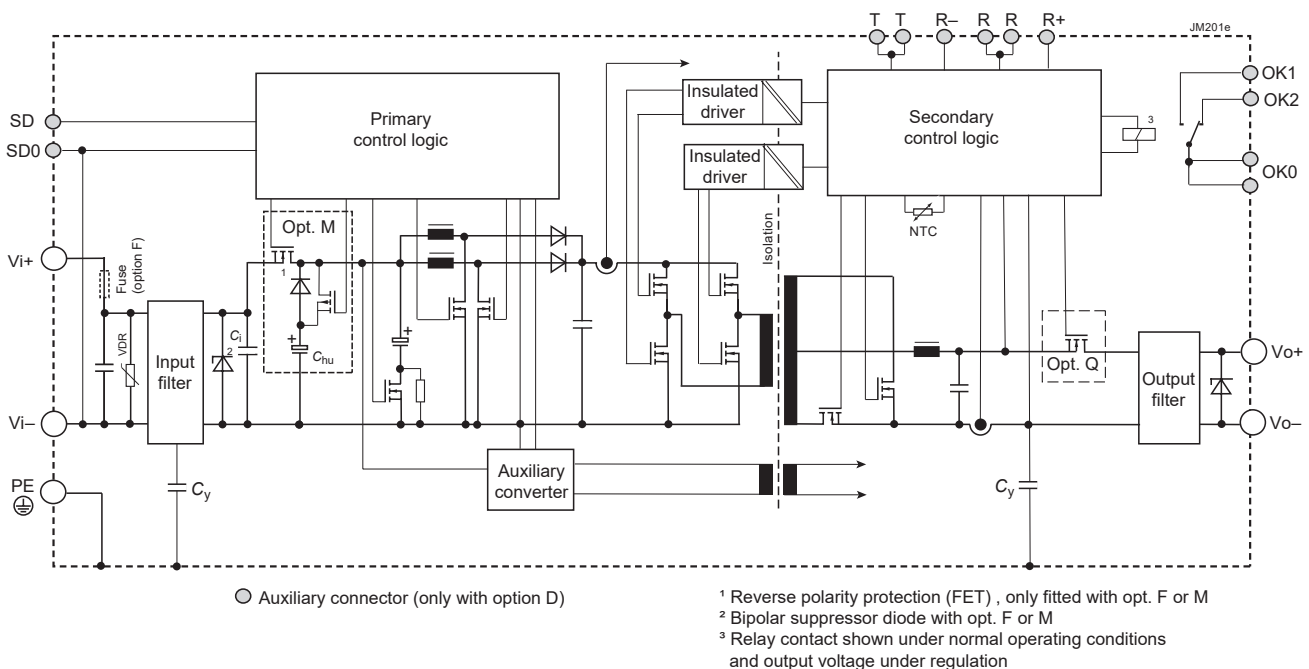 T T R– R R R+
JM201e
OK1
OK2
OK0
SD
SD0
Primary
control logic
Insulated
driver
Insulated
driver
Secondary
control logic
3
NTC
Isolation
Opt. M
1
Vi+
Fuse
(option F)
VDR
Input
filter
2
Ci
+
Chu
+
Opt. Q
Output
filter
Vo+
Vo–
Vi–
PE
Cy
Auxiliary
converter
Cy
Auxiliary connector (only with option D)
¹ Reverse polarity protection (FET) , only fitted with opt. F or M
² Bipolar suppressor diode with opt. F or M
³ Relay contact shown under normal operating conditions
and output voltage under regulation